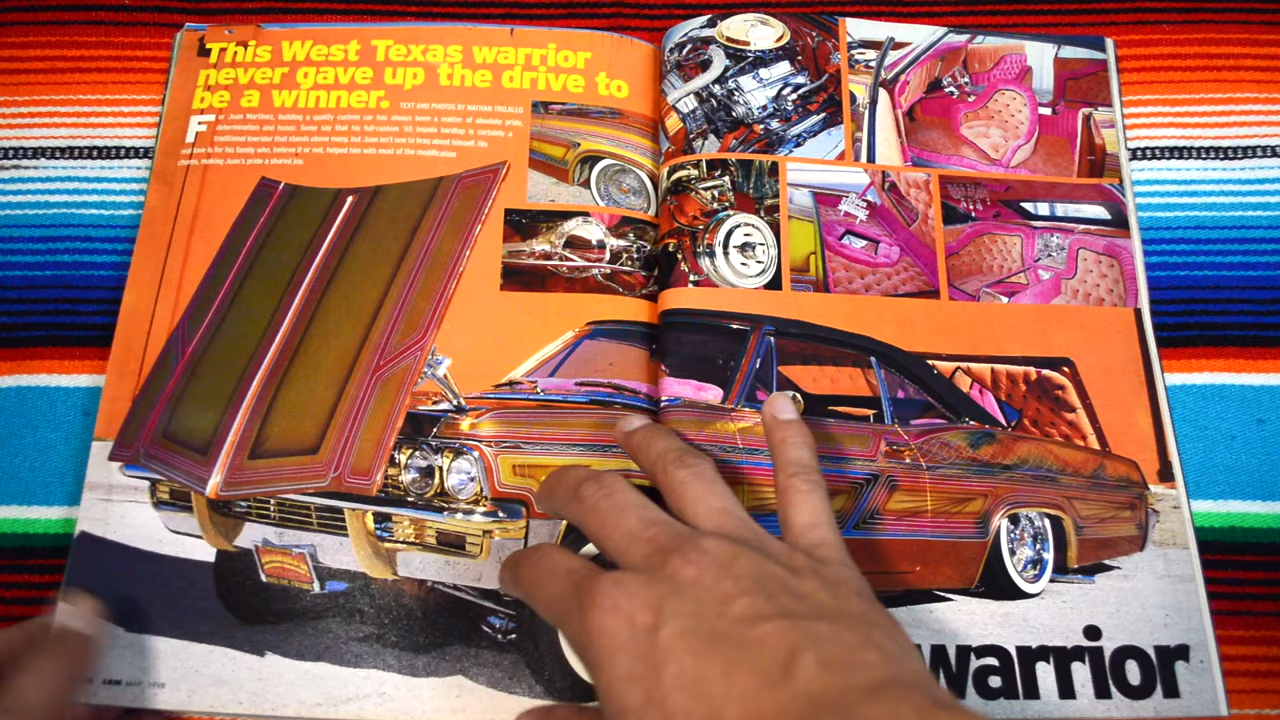 This West Texas warrior
never gave up the drive to
be a winner. TEXT AND PHOTOS BY NATHAN TRUJILLO
For Juan Martinez, building a quality custom car has always been a matter of absolute pride,
determination and honor. Some say that his full-custom '65 Impala hardtop is certainly a
traditional lowrider that stands above many, but Juan isn't one to brag about himself. His
real love is for his family who, believe it or not, helped him with most of the modification
chores, making Juan's pride a shared joy.
LRM MAY 1998
warrior